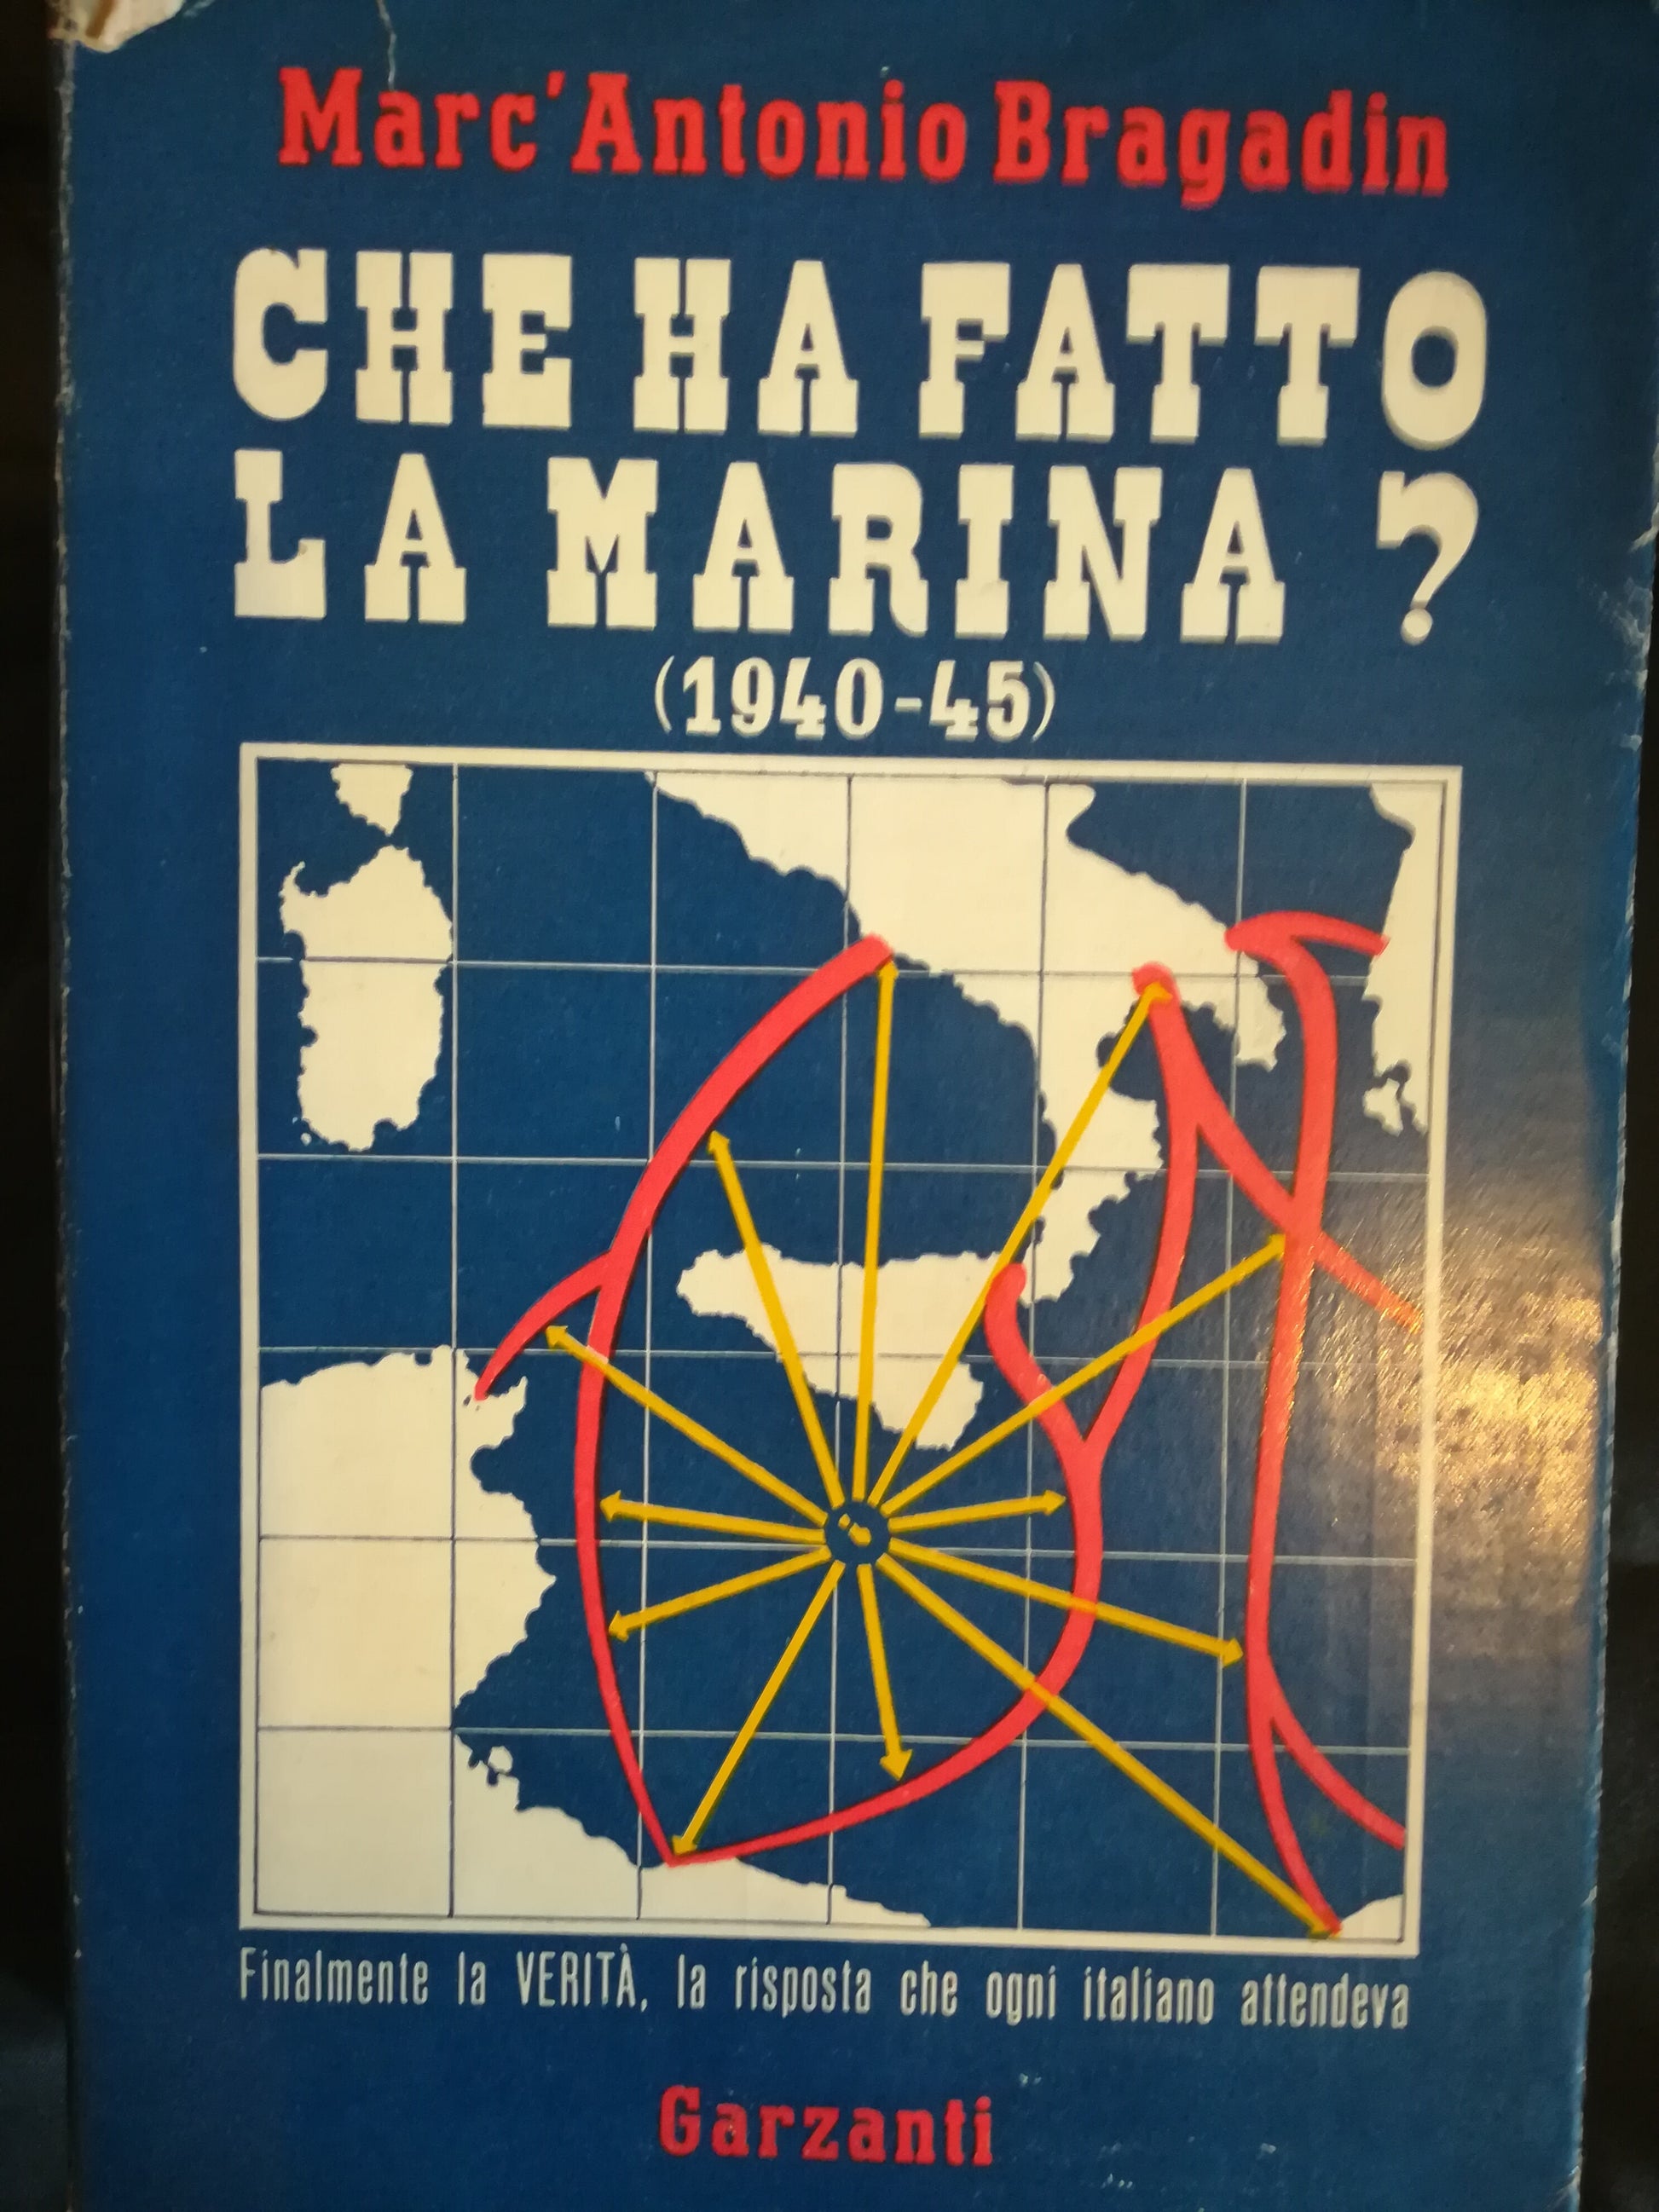 Marc'Antonio Bragadin
CHE HA FATTO
LA MARINA ?
(1940-45)
Finalmente la VERITÀ, la risposta che ogni italiano attendeva
Garzanti